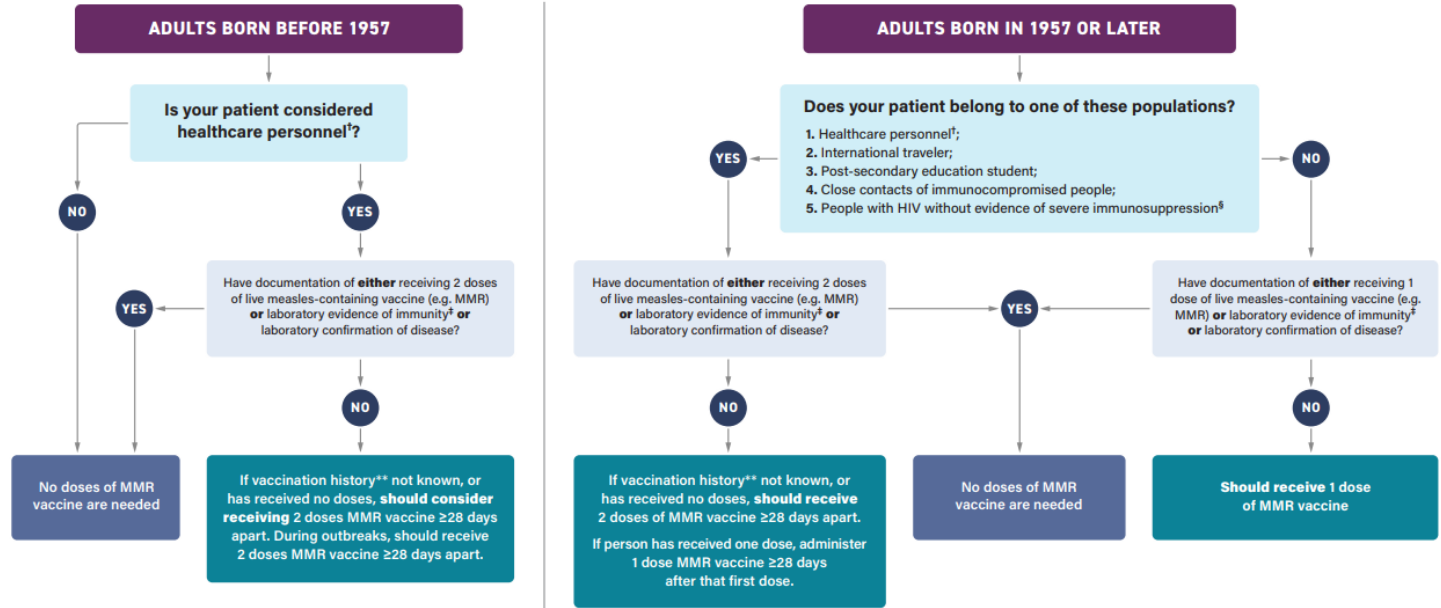 ADULTS BORN BEFORE 1957
Is your patient considered
healthcare personnel†?
NO
YES
Have documentation of either receiving 2 doses
of live measles-containing vaccine (e.g. MMR)
or laboratory evidence of immunity‡ or
laboratory confirmation of disease?
YES
NO
No doses of MMR
vaccine are needed
If vaccination history** not known, or
has received no doses, should consider
receiving 2 doses MMR vaccine ≥28 days
apart. During outbreaks, should receive
2 doses MMR vaccine ≥28 days apart.
ADULTS BORN IN 1957 OR LATER
Does your patient belong to one of these populations?
1. Healthcare personnel†;
2. International traveler;
3. Post-secondary education student;
4. Close contacts of immunocompromised people;
5. People with HIV without evidence of severe immunosuppression§
YES
NO
Have documentation of either receiving 2 doses
of live measles-containing vaccine (e.g. MMR)
or laboratory evidence of immunity‡ or
laboratory confirmation of disease?
YES
Have documentation of either receiving 1
dose of live measles-containing vaccine (e.g.
MMR) or laboratory evidence of immunity‡
or laboratory confirmation of disease?
NO
NO
If vaccination history** not known, or
has received no doses, should receive
2 doses of MMR vaccine ≥28 days apart.
If person has received one dose, administer
1 dose MMR vaccine ≥28 days
after that first dose.
No doses of MMR
vaccine are needed
Should receive 1 dose
of MMR vaccine